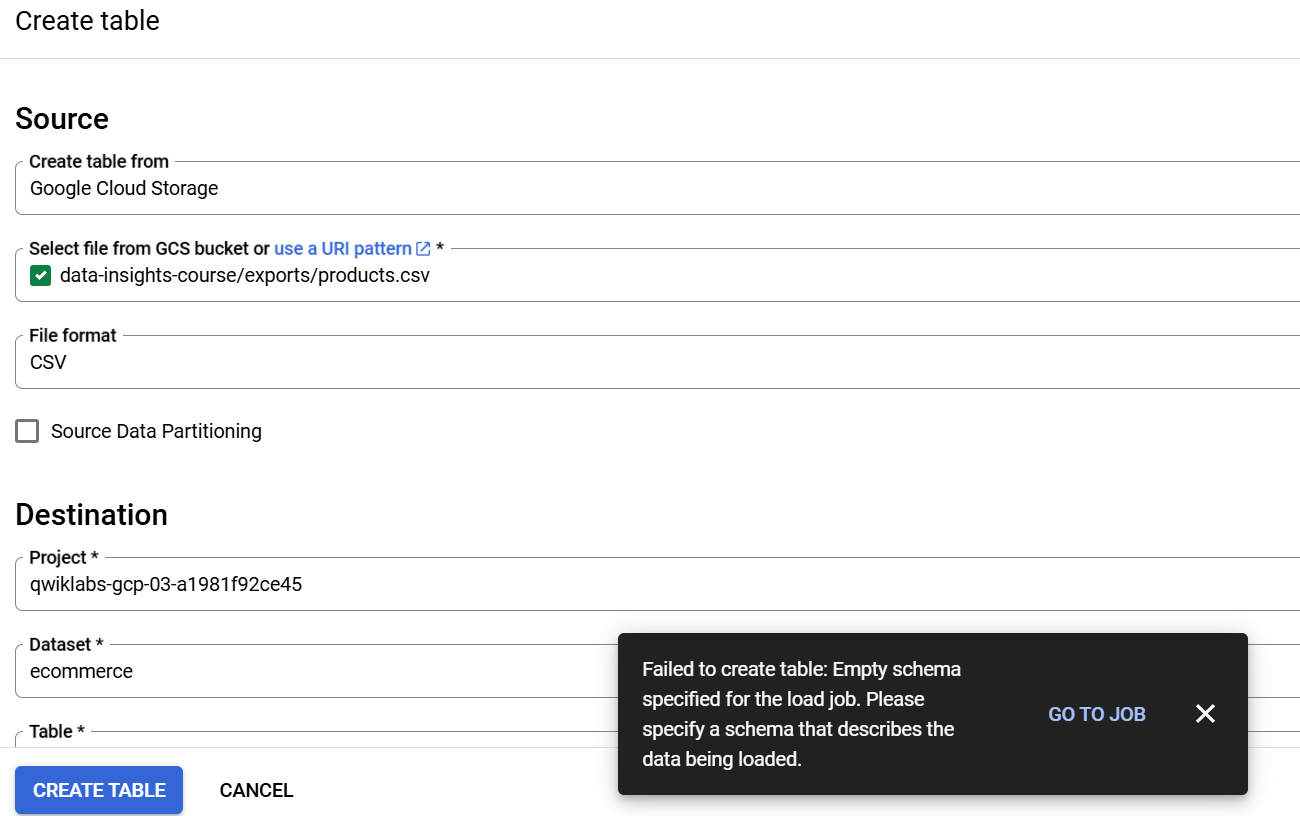 Create table
Source
Create table from
Google Cloud Storage
Select file from GCS bucket or use a URI pattern *
data-insights-course/exports/products.csv
File format
CSV
Source Data Partitioning
Destination
Project *
qwiklabs-gcp-03-a1981f92ce45
Dataset *
ecommerce
Table *
Failed to create table: Empty schema
specified for the load job. Please
specify a schema that describes the
data being loaded.
GO TO JOB
CREATE TABLE
CANCEL